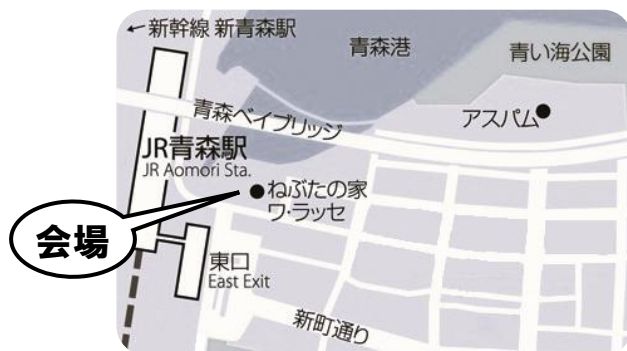 ←新幹線 新青森駅
青森港
青い海公園
青森ベイブリッジ
アスパム
JR青森駅
JR Aomori Sta.
ねぶたの家
ワ・ラッセ
会場
東口
East Exit
新町通り